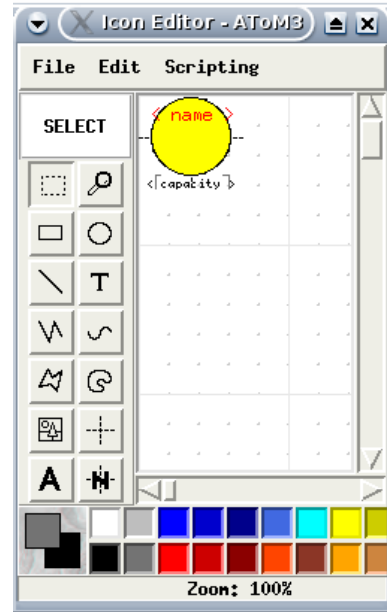 Icon Editor - AToM3
File Edit Scripting
SELECT
< name >
<capacity>
T
A N
Zoom: 100%